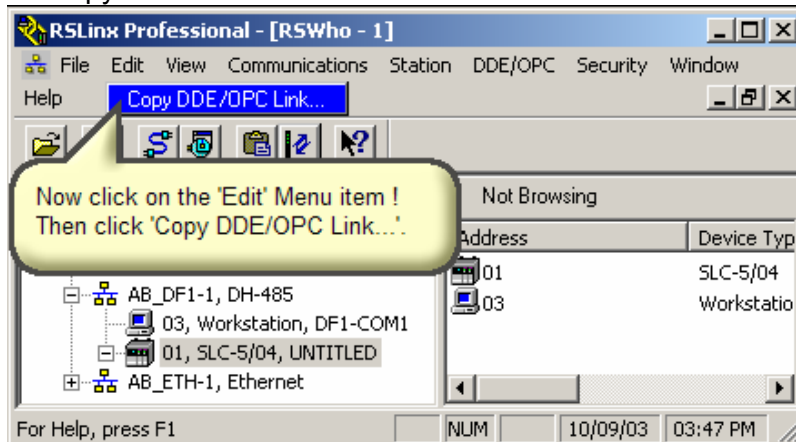 RSLinx Professional - [RSWho - 1]
File Edit View Communications Station DDE/OPC Security Window
Help
Copy DDE/OPC Link...
Now click on the 'Edit' Menu item !
Then click 'Copy DDE/OPC Link...'.
Not Browsing
Address Device Typ
01 SLC-5/04
03 Workstatio
AB_DF1-1, DH-485
03, Workstation, DF1-COM1
01, SLC-5/04, UNTITLED
AB_ETH-1, Ethernet
For Help, press F1 NUM 10/09/03 03:47 PM